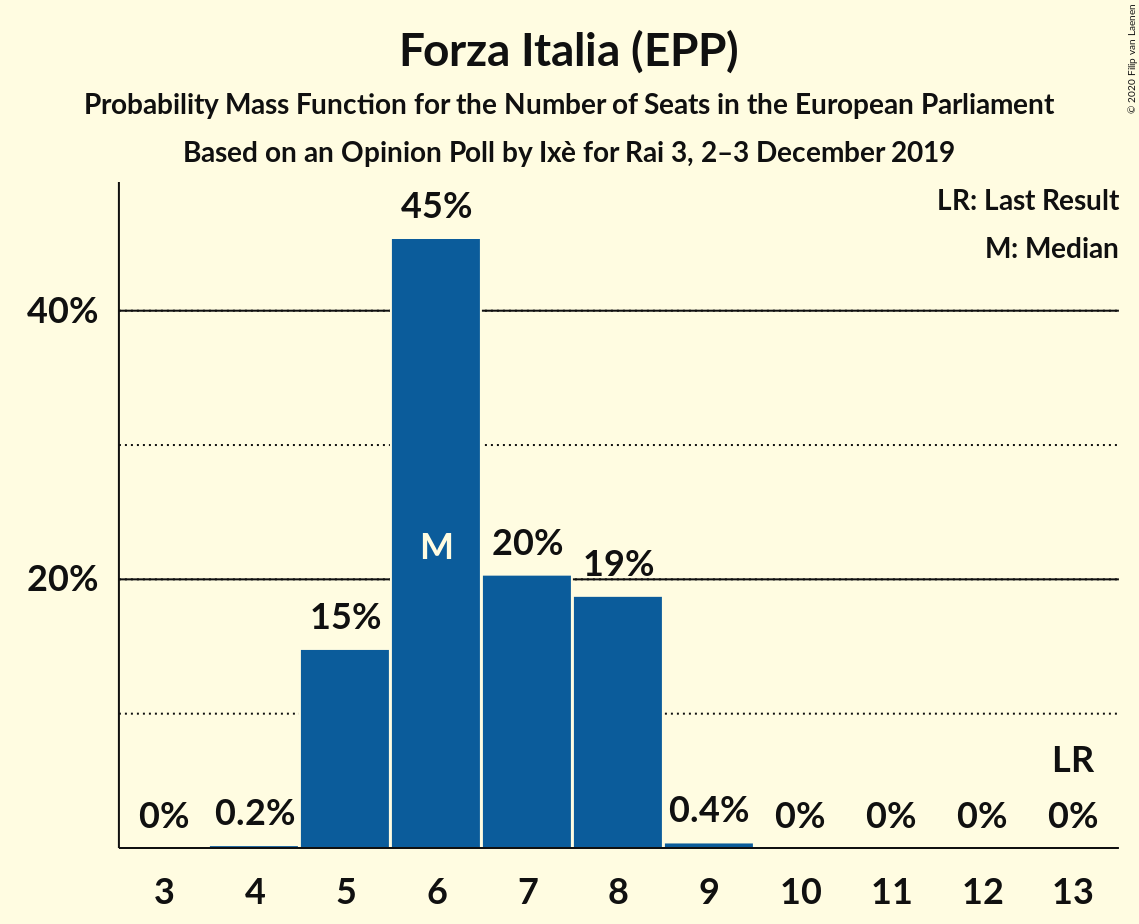 Forza Italia (EPP)
Probability Mass Function for the Number of Seats in the European Parliament
Based on an Opinion Poll by Ixè for Rai 3, 2–3 December 2019
© 2020 Filip van Laenen
LR: Last Result
M: Median
40%
20%
0%
0.2%
15%
45%
M
20%
19%
0.4%
0%
0%
0%
LR
0%
3 4 5 6 7 8 9 10 11 12 13